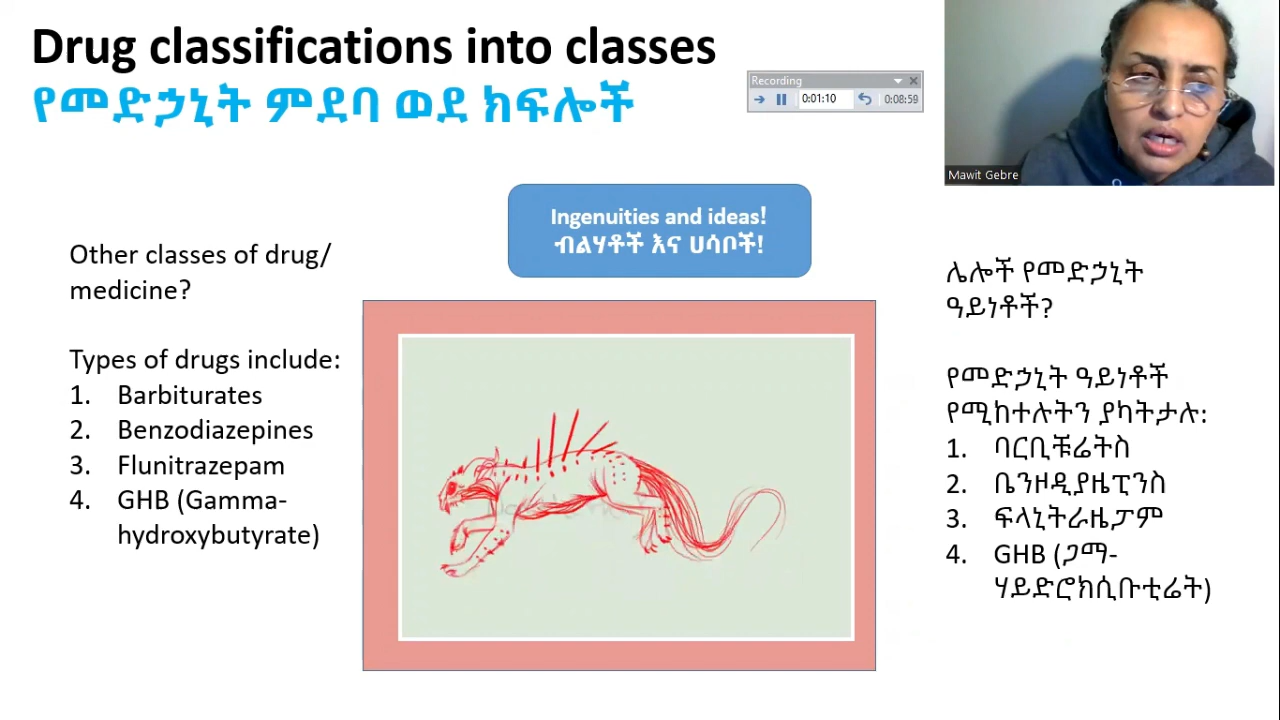 Drug classifications into classes
የመድኃኒት ምደባ ወደ ክፍሎች
Recording
0:01:10
0:08:59
Mawit Gebre
Ingenuities and ideas!
ብልሃቶች እና ሀሳቦች!
Other classes of drug/
medicine?
Types of drugs include:
1. Barbiturates
2. Benzodiazepines
3. Flunitrazepam
4. GHB (Gamma-
hydroxybutyrate)
ሌሎች የመድኃኒት
ዓይነቶች?
የመድኃኒት ዓይነቶች
የሚከተሉትን ያካትታሉ:
1. ባርቢቹሬትስ
2. ቤንዞዲያዜፒንስ
3. ፍላኒትራዜፓም
4. GHB (ጋማ-
ሃይድሮክሲቡቲሬት)